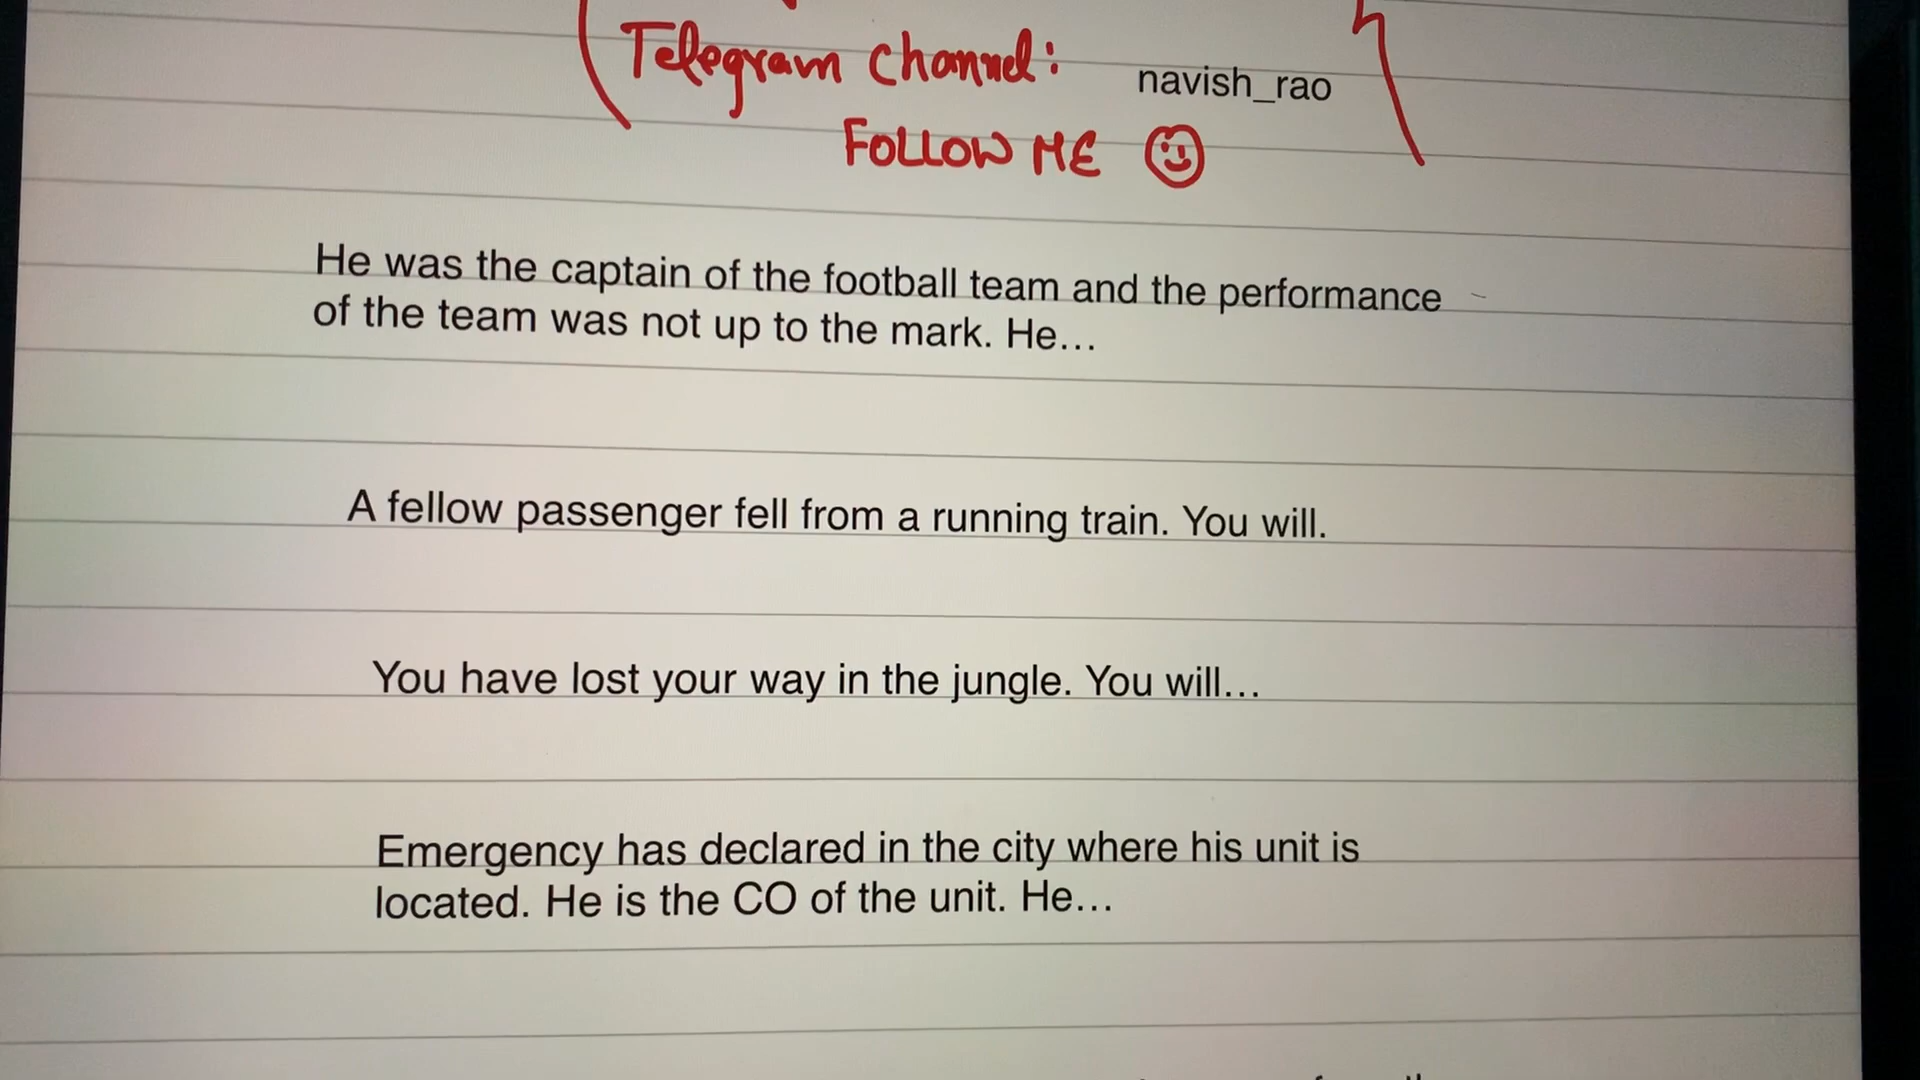 Telegram Channel: navish_rao
FOLLOW ME
He was the captain of the football team and the performance
of the team was not up to the mark. He...
A fellow passenger fell from a running train. You will.
You have lost your way in the jungle. You will...
Emergency has declared in the city where his unit is
located. He is the CO of the unit. He...